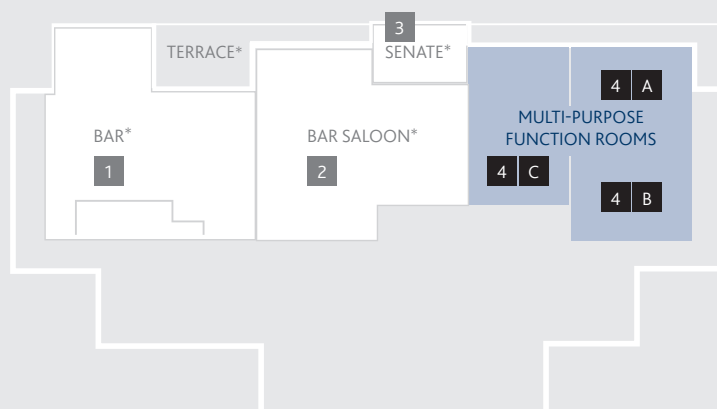 3
TERRACE*
SENATE*
4 A
MULTI-PURPOSE
FUNCTION ROOMS
BAR*
BAR SALOON*
1
2
4 C
4 B